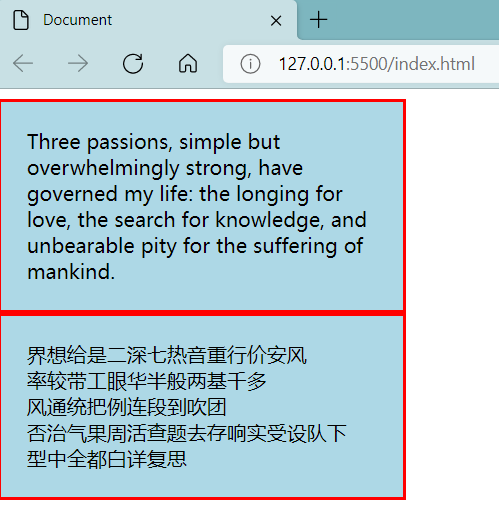 Document
127.0.0.1:5500/index.html
Three passions, simple but
overwhelmingly strong, have
governed my life: the longing for
love, the search for knowledge, and
unbearable pity for the suffering of
mankind.
界想给是二深七热音重行价安风
率较带工眼华半般两基千多
风通统把例连段到吹团
否治气果周活查题去存响实受设队下
型中全都白详复思